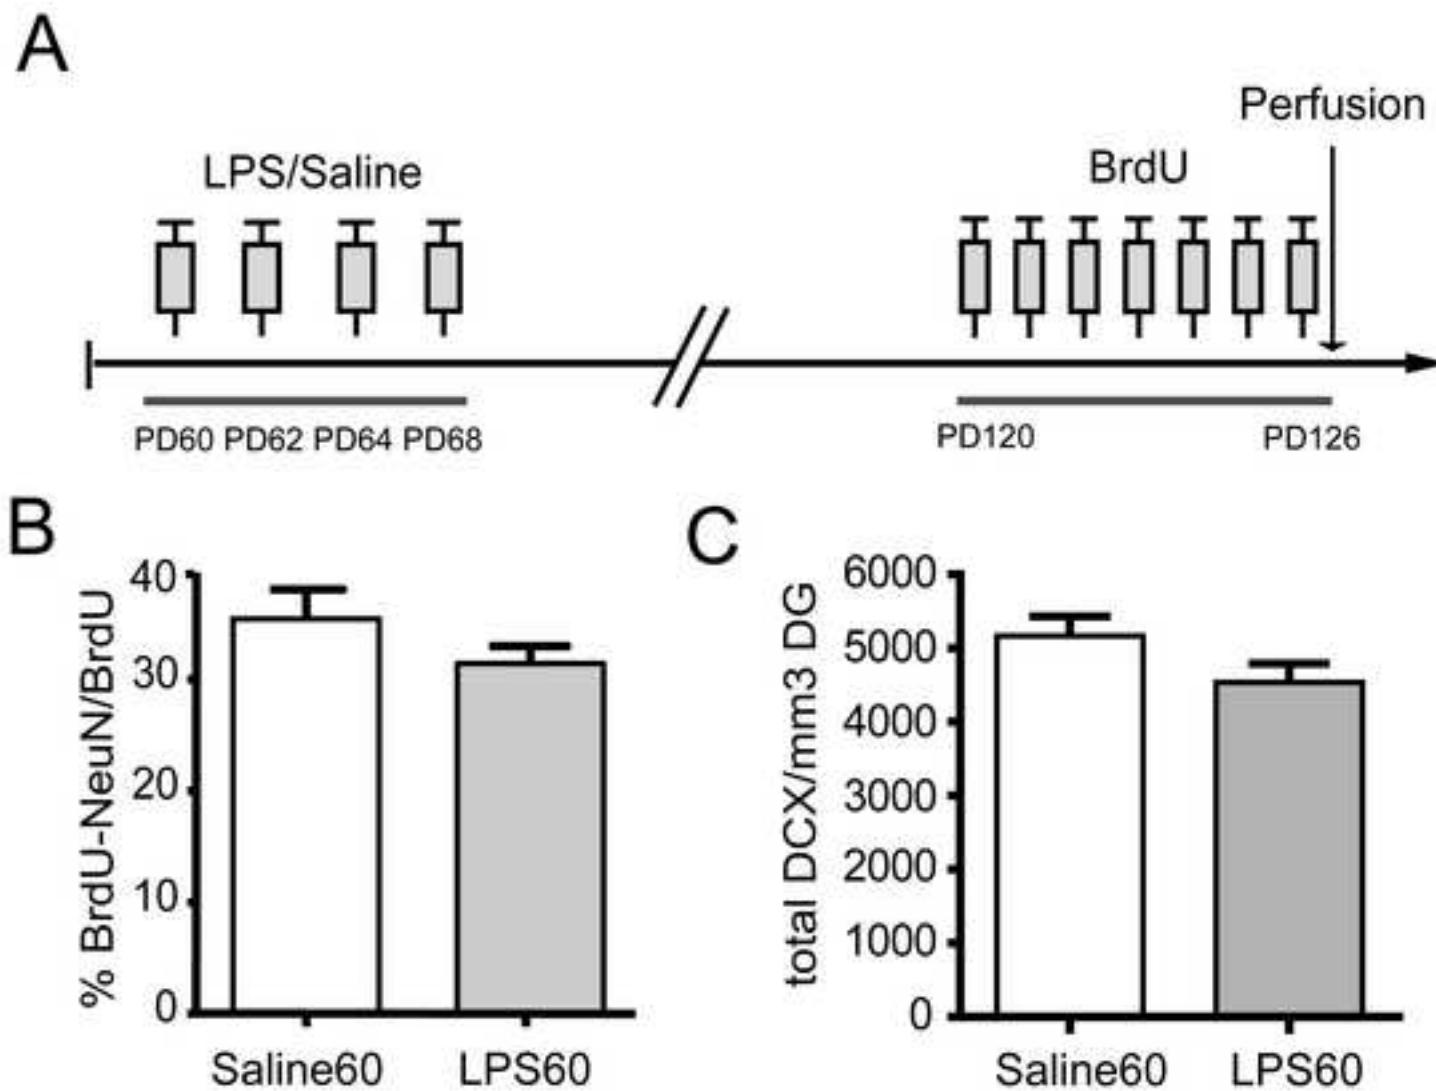 A
Perfusion
LPS/Saline
BrdU
PD60 PD62 PD64 PD68
PD120
PD126
B
% BrdU-NeuN/BrdU
40
30
20
10
0
Saline60
LPS60
C
total DCX/mm3 DG
6000
5000
4000
3000
2000
1000
0
Saline60
LPS60